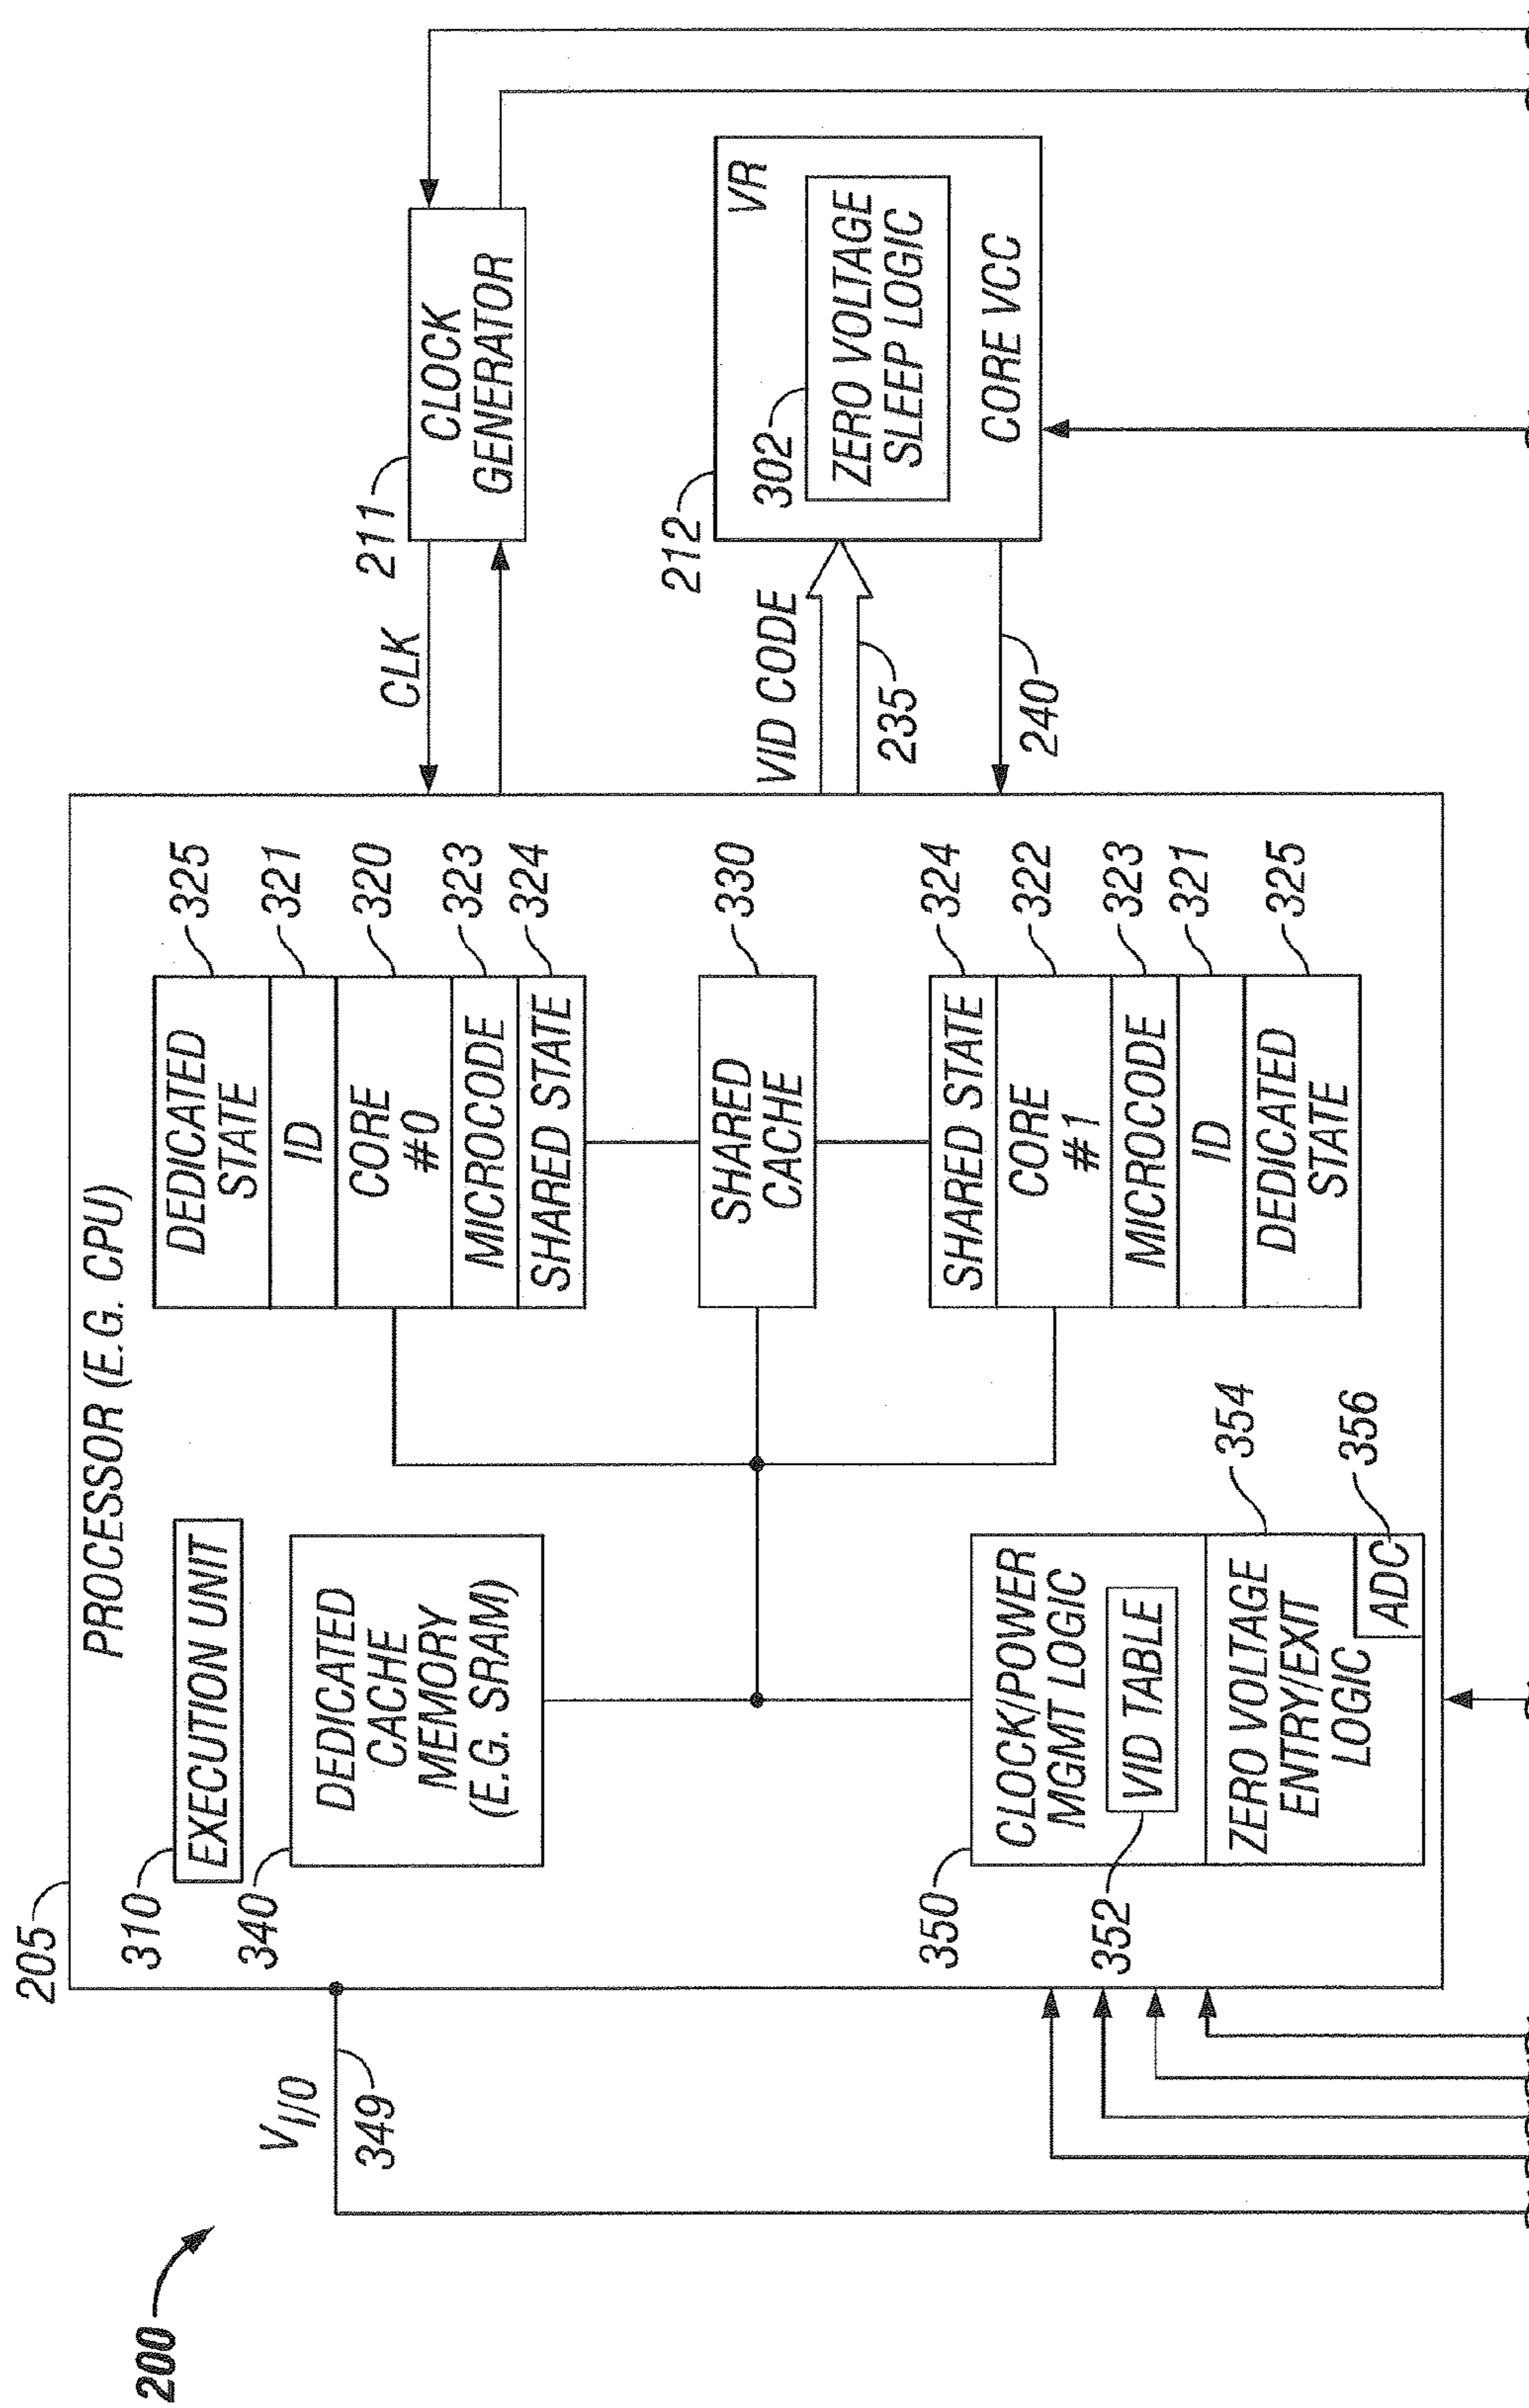 200
205
PROCESSOR (E.G. CPU)
V I/O
349
310
EXECUTION UNIT
340
DEDICATED
CACHE
MEMORY
(E.G. SRAM)
350
CLOCK/POWER
MGMT LOGIC
352
VID TABLE
ZERO VOLTAGE
ENTRY/EXIT
LOGIC
354
ADC
356
DEDICATED
STATE
325
ID
321
CORE
#0
320
MICROCODE
323
SHARED STATE
324
SHARED
CACHE
330
SHARED STATE
324
CORE
#1
322
MICROCODE
323
ID
321
DEDICATED
STATE
325
CLK
211
CLOCK
GENERATOR
VID CODE
235
240
212
VR
302
ZERO VOLTAGE
SLEEP LOGIC
CORE VCC